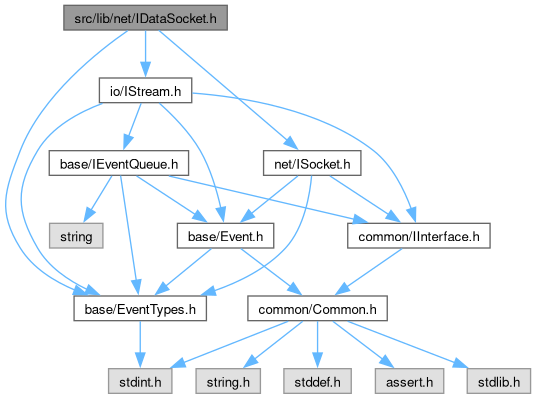 src/lib/net/IDataSocket.h
io/IStream.h
base/IEventQueue.h
net/ISocket.h
string
base/Event.h
common/IInterface.h
base/EventTypes.h
common/Common.h
stdint.h
string.h
stddef.h
assert.h
stdlib.h